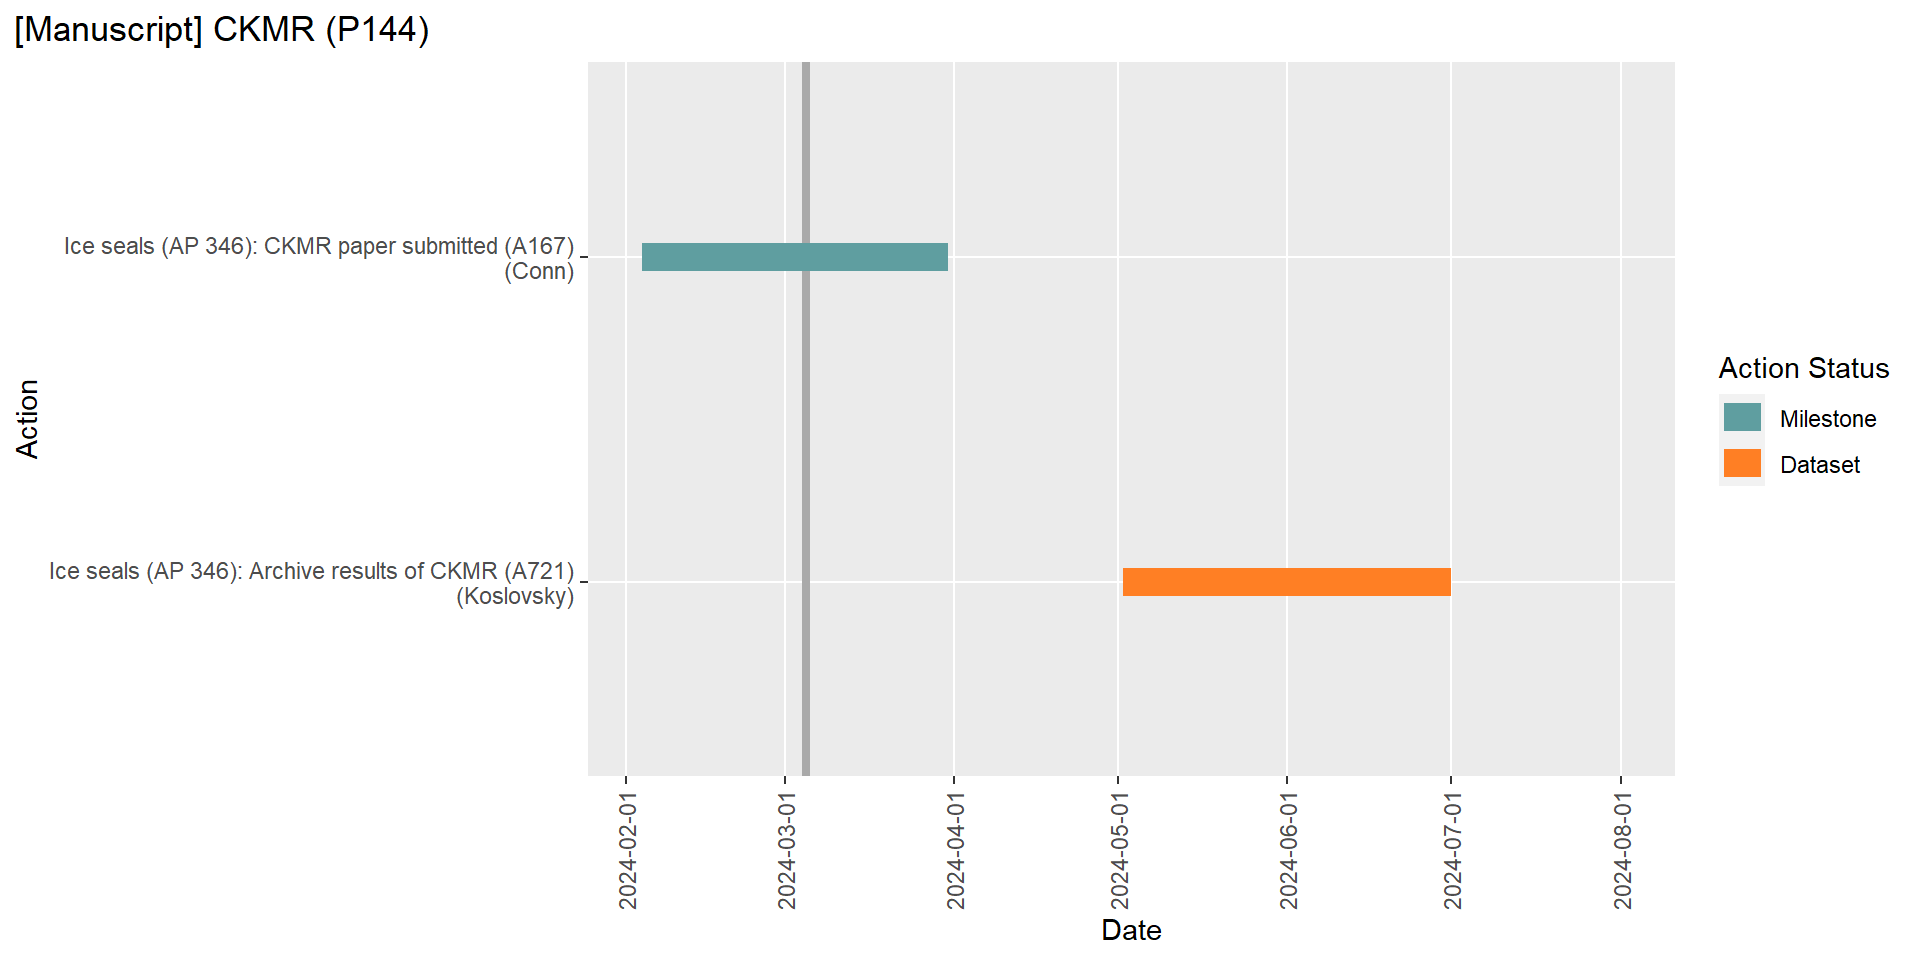 [Manuscript] CKMR (P144)
Ice seals (AP 346): CKMR paper submitted (A167)
(Conn)
Ice seals (AP 346): Archive results of CKMR (A721)
(Koslovsky)
Action
2024-02-01
2024-03-01
2024-04-01
2024-05-01
2024-06-01
2024-07-01
2024-08-01
Date
Action Status
Milestone
Dataset